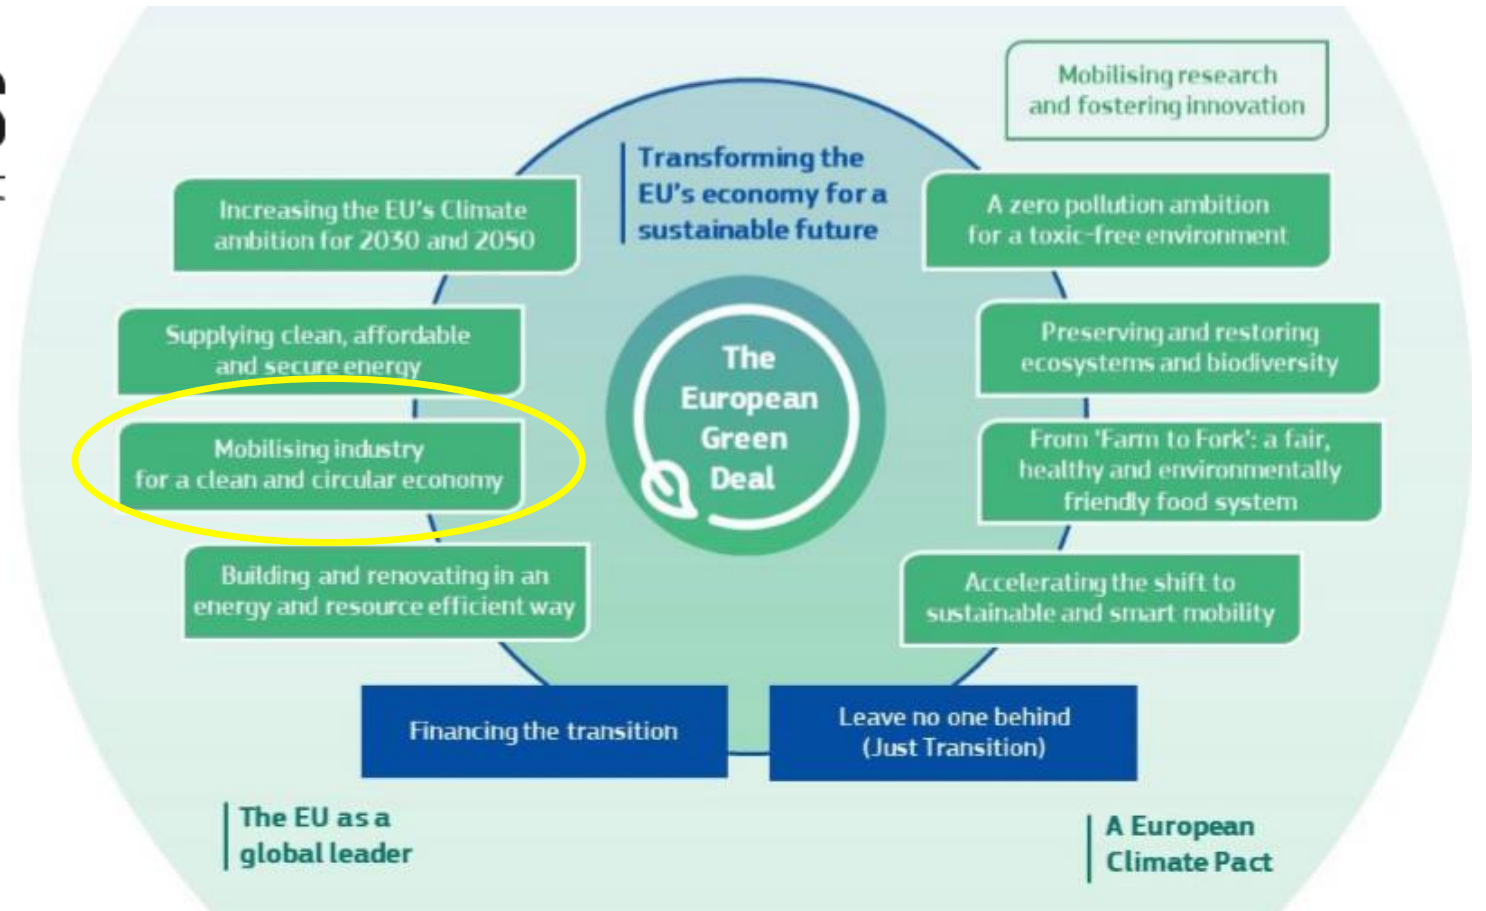 Mobilising research
and fostering innovation
Transforming the
EU's economy for a
sustainable future
Increasing the EU's Climate
ambition for 2030 and 2050
A zero pollution ambition
for a toxic-free environment
Supplying clean, affordable
and secure energy
Preserving and restoring
ecosystems and biodiversity
The
European
Green
Deal
Mobilising industry
for a clean and circular economy
From 'Farm to Fork': a fair,
healthy and environmentally
friendly food system
Building and renovating in an
energy and resource efficient way
Accelerating the shift to
sustainable and smart mobility
Financing the transition
Leave no one behind
(Just Transition)
The EU as a
global leader
A European
Climate Pact